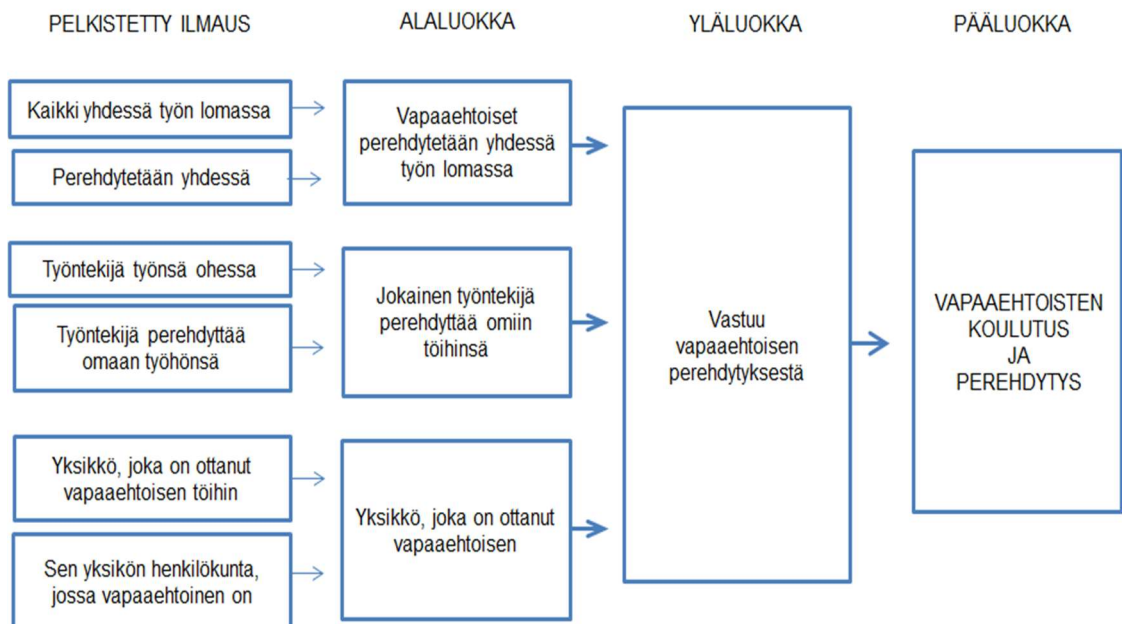 PELKISTETTY ILMAUS
ALALUOKKA
YLÄLUOKKA
PÄÄLUOKKA
Kaikki yhdessä työn lomassa
Perehdytetään yhdessä
Työntekijä työnsä ohessa
Työntekijä perehdyttää
omaan työhönsä
Yksikkö, joka on ottanut
vapaaehtoisen töihin
Sen yksikön henkilökunta,
jossa vapaaehtoinen on
Vapaaehtoiset
perehdytetään yhdessä
työn lomassa
Jokainen työntekijä
perehdyttää omiin
töihinsä
Yksikkö, joka on ottanut
vapaaehtoisen
Vastuu
vapaaehtoisen
perehdytyksestä
VAPAAEHTOISTEN
KOULUTUS
JA
PEREHDYTYS